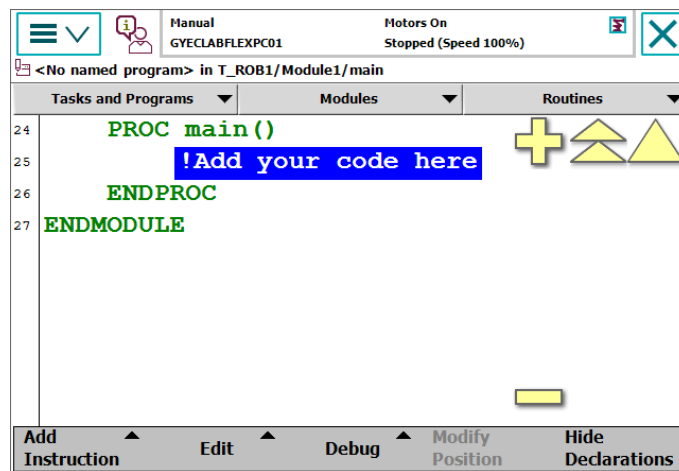 Manual
GYECLABFLEXPC01
Motors On
Stopped (Speed 100%)
<No named program> in T_ROB1/Module1/main
Tasks and Programs
Modules
Routines
24 PROC main()
25 !Add your code here
26 ENDPROC
27 ENDMODULE
Add Instruction
Edit
Debug
Modify Position
Hide Declarations